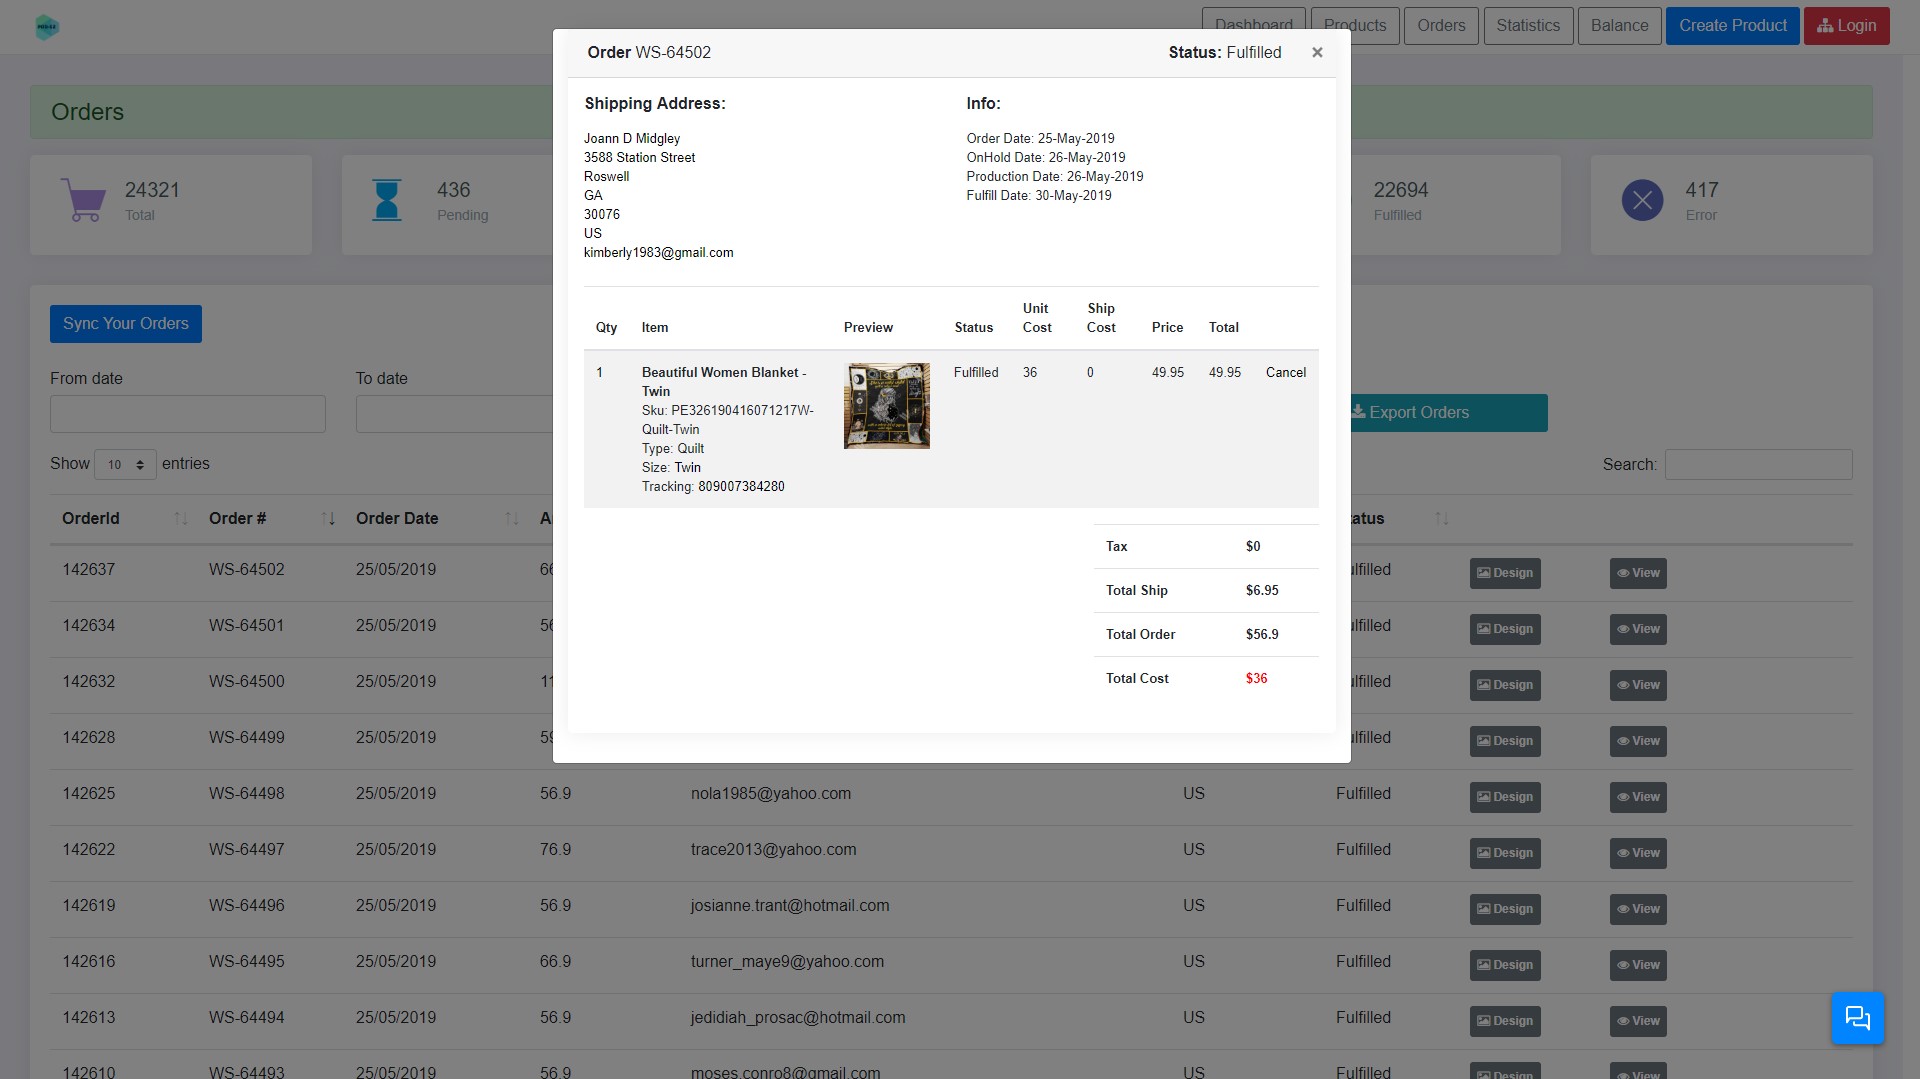 Dashboard Products Orders Statistics Balance Create Product Login
Orders
24321
Total
436
Pending
22694
Fulfilled
417
Error
Sync Your Orders
From date
To date
Export Orders
Show 10 entries
Search:
OrderId Order # Order Date
142637 WS-64502 25/05/2019 Design View
142634 WS-64501 25/05/2019 Design View
142632 WS-64500 25/05/2019 Design View
142628 WS-64499 25/05/2019 Design View
142625 WS-64498 25/05/2019 56.9 nola1985@yahoo.com US Fulfilled Design View
142622 WS-64497 25/05/2019 76.9 trace2013@yahoo.com US Fulfilled Design View
142619 WS-64496 25/05/2019 56.9 josianne.trant@hotmail.com US Fulfilled Design View
142616 WS-64495 25/05/2019 66.9 turner_maye9@yahoo.com US Fulfilled Design View
142613 WS-64494 25/05/2019 56.9 jedidiah_prosac@hotmail.com US Fulfilled Design View
142610 WS-64493 25/05/2019 56.9 moses.conro8@gmail.com US Fulfilled Design View
Order WS-64502 Status: Fulfilled ×
Shipping Address:
Joann D Midgley
3588 Station Street
Roswell
GA
30076
US
kimberly1983@gmail.com
Info:
Order Date: 25-May-2019
OnHold Date: 26-May-2019
Production Date: 26-May-2019
Fulfill Date: 30-May-2019
Qty Item Preview Status Unit Cost Ship Cost Price Total
1 Beautiful Women Blanket - Fulfilled 36 0 49.95 49.95 Cancel
Twin
Sku: PE326190416071217W-
Quilt-Twin
Type: Quilt
Size: Twin
Tracking: 809007384280
Tax $0
Total Ship $6.95
Total Order $56.9
Total Cost $36